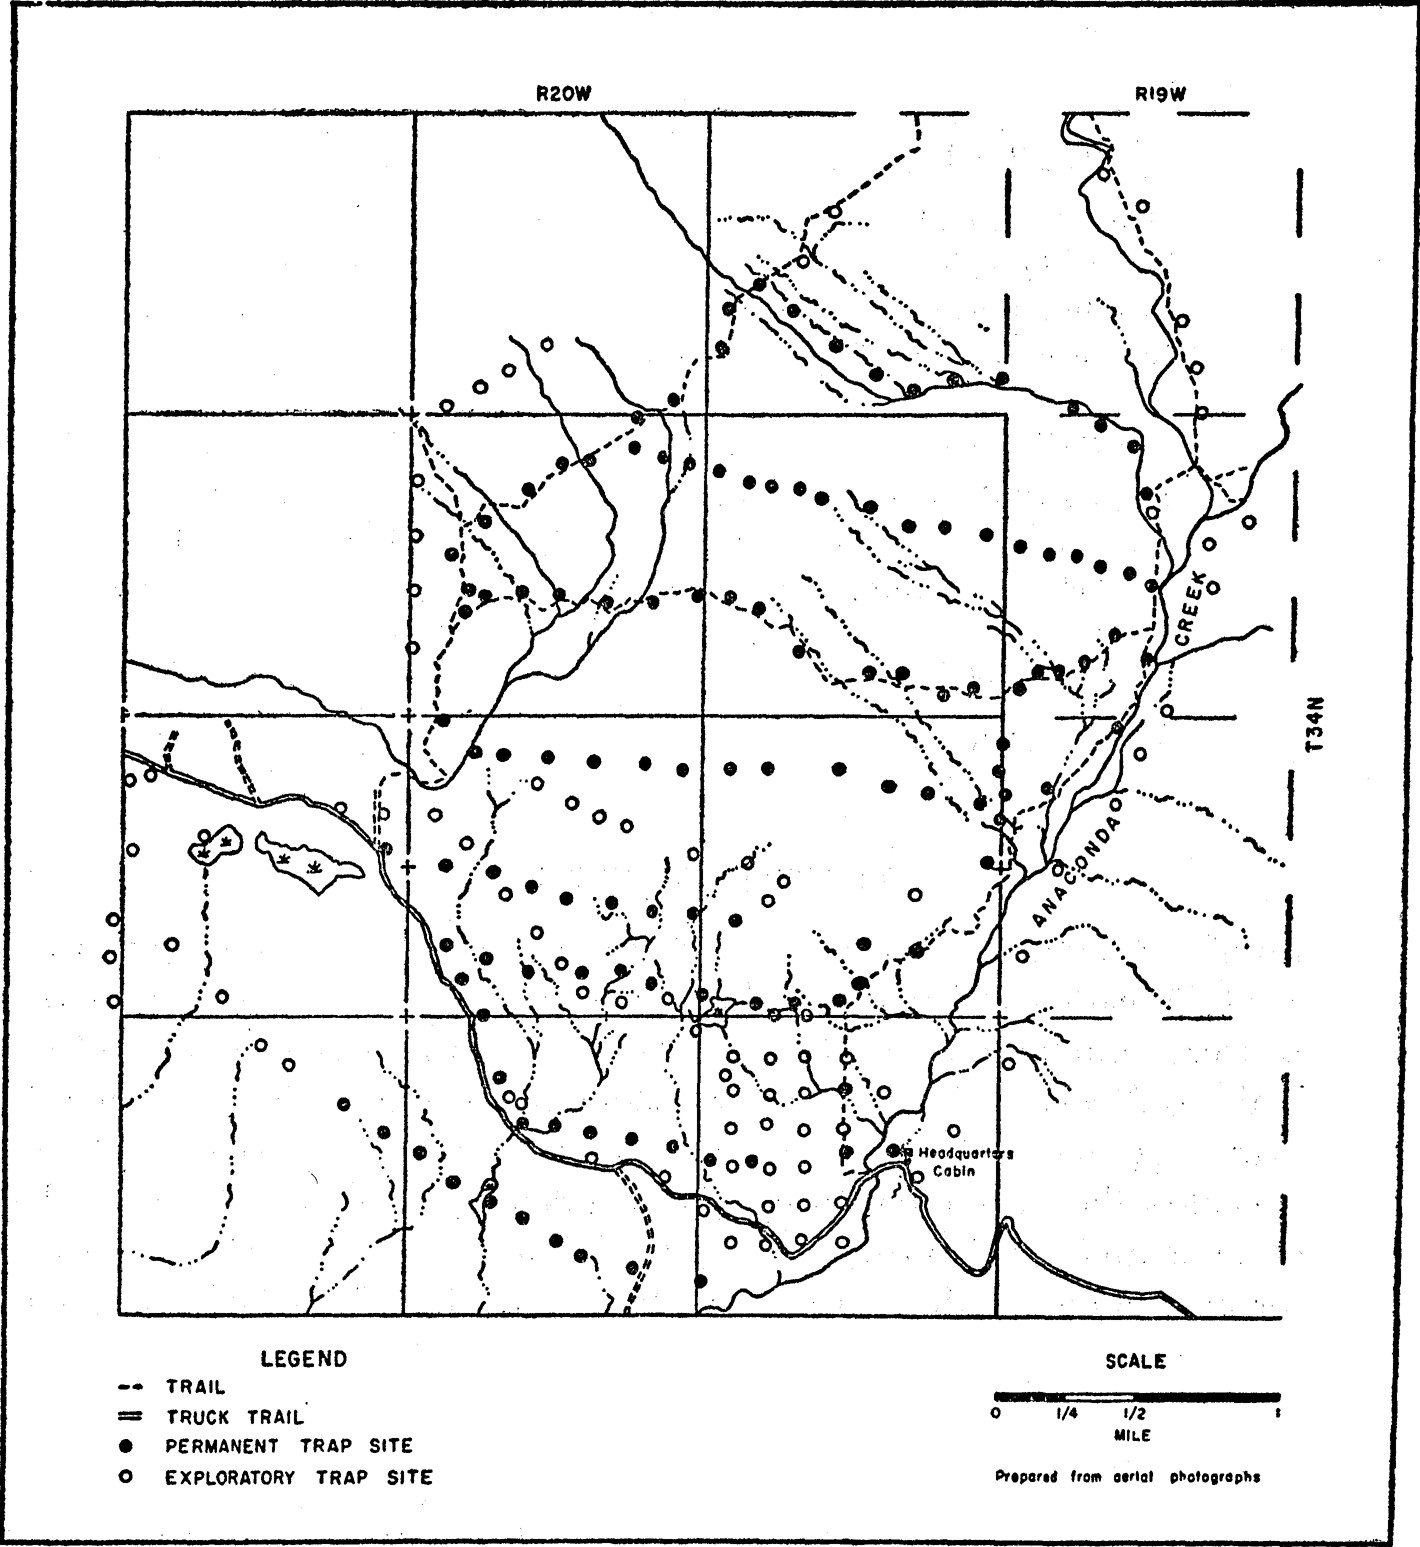 R20W
R19W
CREEK
T34N
ANACONDA
Headquarters
Cabin
LEGEND
TRAIL
TRUCK TRAIL
PERMANENT TRAP SITE
EXPLORATORY TRAP SITE
SCALE
0 1/4 1/2 1
MILE
Prepared from aerial photographs